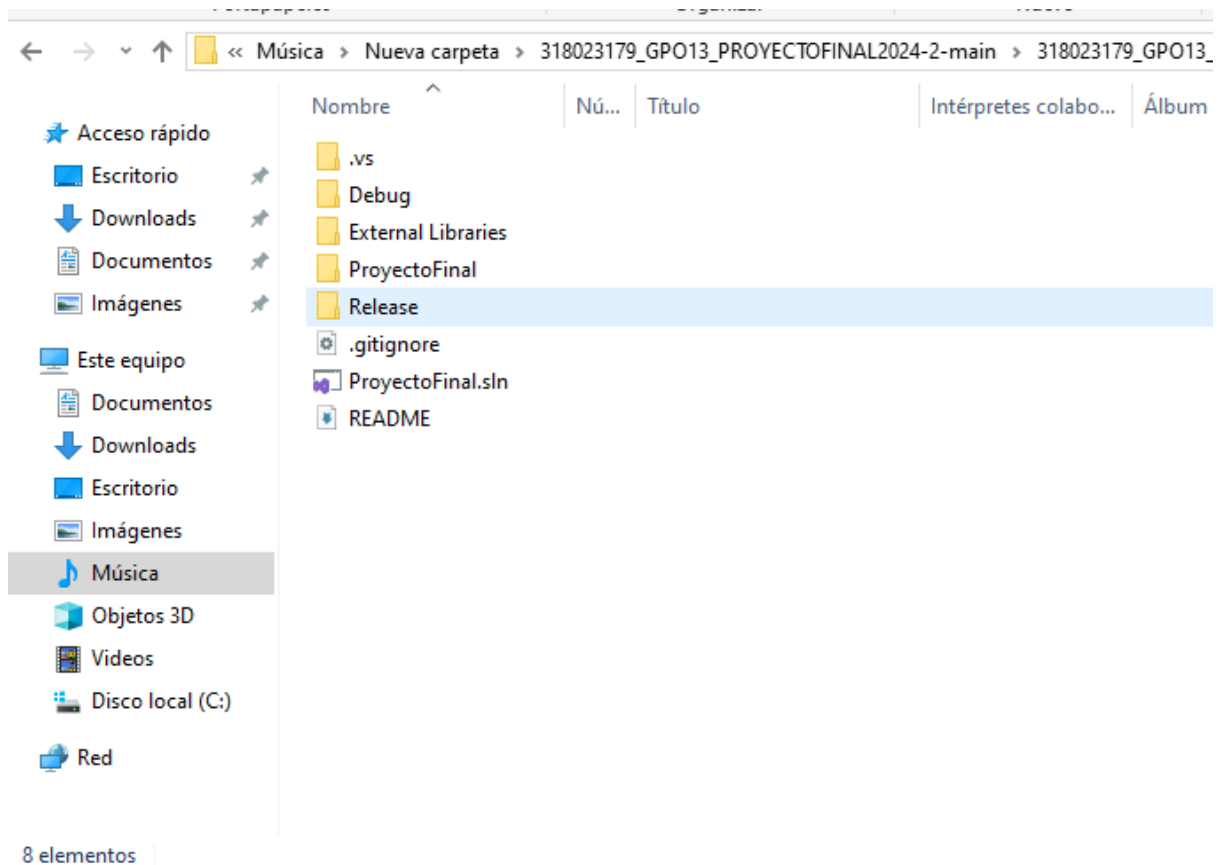 « Música > Nueva carpeta > 318023179_GPO13_PROYECTOFINAL2024-2-main > 318023179_GPO13_
Nombre Nú... Título Intérpretes colabo... Álbum
Acceso rápido
Escritorio
Downloads
Documentos
Imágenes
Este equipo
Documentos
Downloads
Escritorio
Imágenes
Música
Objetos 3D
Videos
Disco local (C:)
Red
.vs
Debug
External Libraries
ProyectoFinal
Release
.gitignore
ProyectoFinal.sln
README
8 elementos